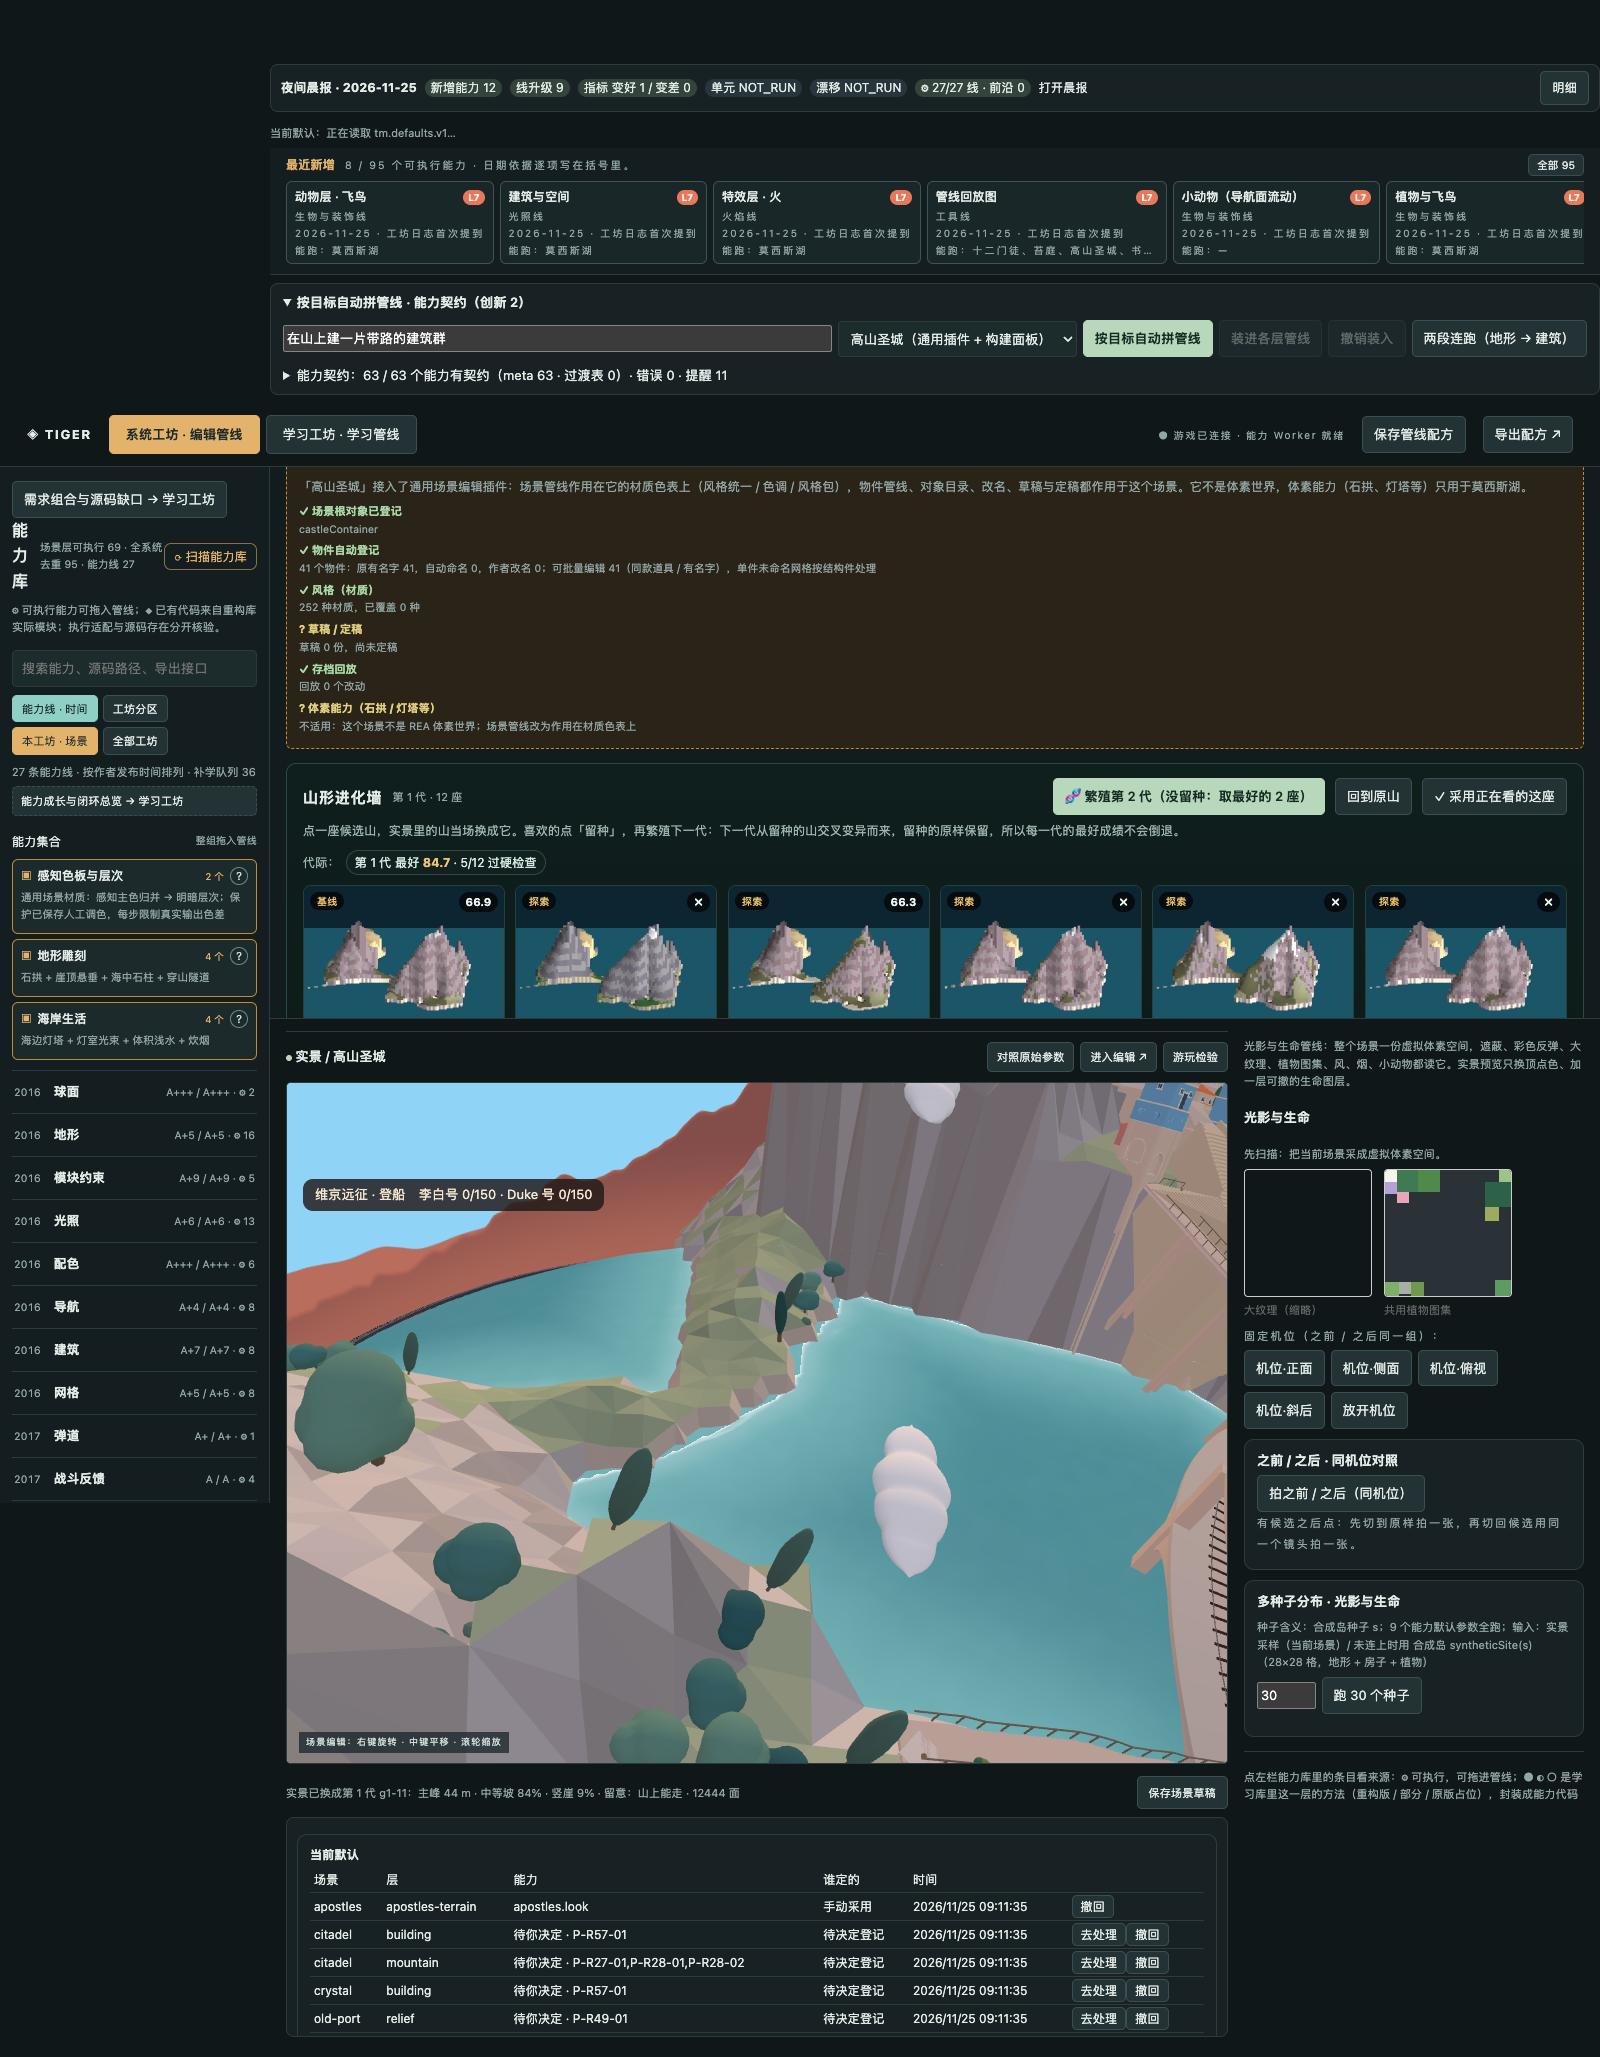 夜间晨报 · 2026-11-25 新增能力 12 线升级 9 指标 变好 1 / 变差 0 单元 NOT_RUN 漂移 NOT_RUN ⚙ 27/27 线 · 前沿 0 打开晨报 明细
当前默认：正在读取 tm.defaults.v1…
最近新增 8 / 95 个可执行能力 · 日期依据逐项写在括号里。 全部 95
动物层 · 飞鸟 L7
生物与装饰线
2026-11-25 · 工坊日志首次提到
能跑：莫西斯湖
建筑与空间 L7
光照线
2026-11-25 · 工坊日志首次提到
能跑：莫西斯湖
特效层 · 火 L7
火焰线
2026-11-25 · 工坊日志首次提到
能跑：莫西斯湖
管线回放图 L7
工具线
2026-11-25 · 工坊日志首次提到
能跑：十二门徒、苔庭、高山圣城、书…
小动物（导航面流动） L7
生物与装饰线
2026-11-25 · 工坊日志首次提到
能跑：—
植物与飞鸟 L7
生物与装饰线
2026-11-25 · 工坊日志首次提到
能跑：莫西斯湖
▼ 按目标自动拼管线 · 能力契约（创新 2）
在山上建一片带路的建筑群 高山圣城（通用插件 + 构建面板） 按目标自动拼管线 装进各层管线 撤销装入 两段连跑（地形 → 建筑）
▶ 能力契约：63 / 63 个能力有契约（meta 63 · 过渡表 0）· 错误 0 · 提醒 11
◈ TIGER 系统工坊 · 编辑管线 学习工坊 · 学习管线 ● 游戏已连接 · 能力 Worker 就绪 保存管线配方 导出配方 ↗
需求组合与源码缺口 → 学习工坊
能力库
场景层可执行 69 · 全系统去重 95 · 能力线 27
⟳ 扫描能力库
⚙ 可执行能力可拖入管线；◆ 已有代码来自重构库
实际模块；执行适配与源码存在分开核验。
搜索能力、源码路径、导出接口
能力线 · 时间 工坊分区
本工坊 · 场景 全部工坊
27 条能力线 · 按作者发布时间排列 · 补学队列 36
能力成长与闭环总览 → 学习工坊
能力集合 整组拖入管线
▣ 感知色板与层次 2 个 ?
通用场景材质：感知主色归并 → 明暗层次；保
护已保存人工调色，每步限制真实输出色差
▣ 地形雕刻 4 个 ?
石拱 + 崖顶悬垂 + 海中石柱 + 穿山隧道
▣ 海岸生活 4 个 ?
海边灯塔 + 灯室光束 + 体积浅水 + 炊烟
2016 球面 A+++ / A+++ · ⚙ 2
2016 地形 A+5 / A+5 · ⚙ 16
2016 模块约束 A+9 / A+9 · ⚙ 5
2016 光照 A+6 / A+6 · ⚙ 13
2016 配色 A+++ / A+++ · ⚙ 6
2016 导航 A+4 / A+4 · ⚙ 8
2016 建筑 A+7 / A+7 · ⚙ 8
2016 网格 A+5 / A+5 · ⚙ 8
2017 弹道 A+ / A+ · ⚙ 1
2017 战斗反馈 A / A · ⚙ 4
「高山圣城」接入了通用场景编辑插件：场景管线作用在它的材质色表上（风格统一 / 色调 / 风格包），物件管线、对象目录、改名、草稿与定稿都作用于这个场景。它不是体素世界，体素能力（石拱、灯塔等）只用于莫西斯湖。
✓ 场景根对象已登记
castleContainer
✓ 物件自动登记
41 个物件：原有名字 41，自动命名 0，作者改名 0；可批量编辑 41（同款道具 / 有名字），单件未命名网格按结构件处理
✓ 风格（材质）
252 种材质，已覆盖 0 种
? 草稿 / 定稿
草稿 0 份，尚未定稿
✓ 存档回放
回放 0 个改动
? 体素能力（石拱 / 灯塔等）
不适用：这个场景不是 REA 体素世界；场景管线改为作用在材质色表上
山形进化墙 第 1 代 · 12 座 🧬 繁殖第 2 代（没留种：取最好的 2 座） 回到原山 ✓ 采用正在看的这座
点一座候选山，实景里的山当场换成它。喜欢的点「留种」，再繁殖下一代：下一代从留种的山交叉变异而来，留种的原样保留，所以每一代的最好成绩不会倒退。
代际： 第 1 代 最好 84.7 · 5/12 过硬检查
基线 66.9 探索 ✕ 探索 66.3 探索 ✕ 探索 ✕ 探索 ✕
● 实景 / 高山圣城 对照原始参数 进入编辑 ↗ 游玩检验
维京远征 · 登船 李白号 0/150 · Duke 号 0/150
场景编辑：右键旋转 · 中键平移 · 滚轮缩放
实景已换成第 1 代 g1-11：主峰 44 m · 中等坡 84% · 竖崖 9% · 留意：山上能走 · 12444 面 保存场景草稿
当前默认
场景 层 能力 谁定的 时间
apostles apostles-terrain apostles.look 手动采用 2026/11/25 09:11:35 撤回
citadel building 待你决定 · P-R57-01 待决定登记 2026/11/25 09:11:35 去处理 撤回
citadel mountain 待你决定 · P-R27-01,P-R28-01,P-R28-02 待决定登记 2026/11/25 09:11:35 去处理 撤回
crystal building 待你决定 · P-R57-01 待决定登记 2026/11/25 09:11:35 去处理 撤回
old-port relief 待你决定 · P-R49-01 待决定登记 2026/11/25 09:11:35 去处理 撤回
光影与生命管线：整个场景一份虚拟体素空间，遮蔽、彩色反弹、大
纹理、植物图集、风、烟、小动物都读它。实景预览只换顶点色、加
一层可撤的生命图层。
光影与生命
先扫描：把当前场景采成虚拟体素空间。
大纹理（缩略） 共用植物图集
固定机位（之前 / 之后同一组）：
机位·正面 机位·侧面 机位·俯视
机位·斜后 放开机位
之前 / 之后 · 同机位对照
拍之前 / 之后（同机位）
有候选之后点：先切到原样拍一张，再切回候选用同
一个镜头拍一张。
多种子分布 · 光影与生命
种子含义：合成岛种子 s；9 个能力默认参数全跑；输入：实景
采样（当前场景）/ 未连上时用 合成岛 syntheticSite(s)
（28×28 格，地形 + 房子 + 植物）
30 跑 30 个种子
点左栏能力库里的条目看来源：⚙ 可执行，可拖进管线；● ◐ ○ 是学
习库里这一层的方法（重构版 / 部分 / 原版占位），封装成能力代码